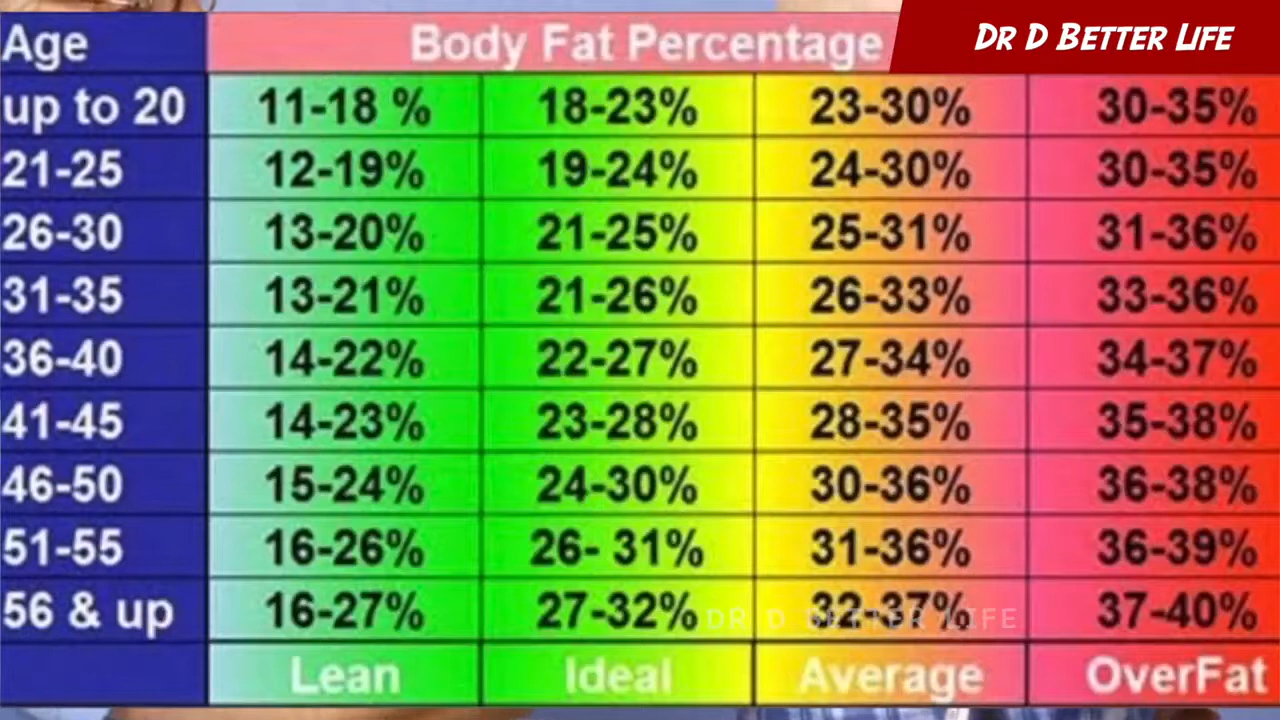 DR D BETTER LIFE
Age Body Fat Percentage
up to 20 11-18 % 18-23% 23-30% 30-35%
21-25 12-19% 19-24% 24-30% 30-35%
26-30 13-20% 21-25% 25-31% 31-36%
31-35 13-21% 21-26% 26-33% 33-36%
36-40 14-22% 22-27% 27-34% 34-37%
41-45 14-23% 23-28% 28-35% 35-38%
46-50 15-24% 24-30% 30-36% 36-38%
51-55 16-26% 26- 31% 31-36% 36-39%
56 & up 16-27% 27-32% 32-37% 37-40%
DR D BETTER LIFE
Lean Ideal Average OverFat